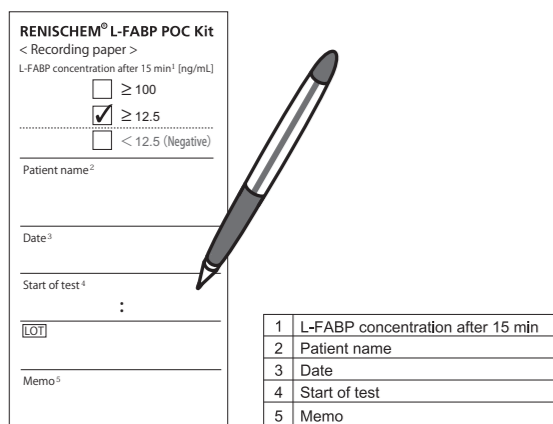 RENISCHEM® L-FABP POC Kit
< Recording paper >
L-FABP concentration after 15 min¹ [ng/mL]
≥ 100
≥ 12.5
< 12.5 (Negative)
Patient name²
Date³
Start of test⁴
:
LOT
Memo⁵
1 L-FABP concentration after 15 min
2 Patient name
3 Date
4 Start of test
5 Memo